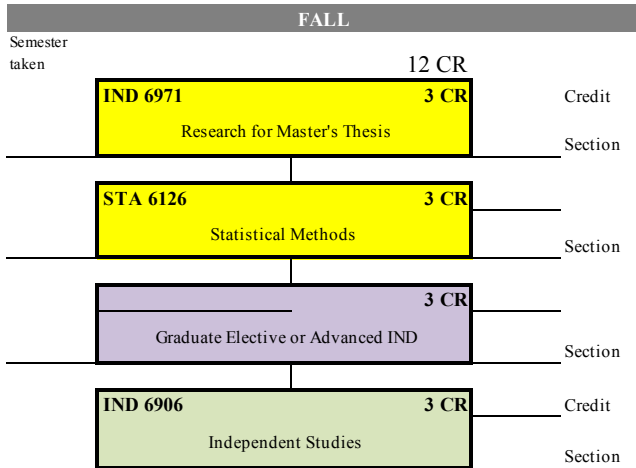 FALL
Semester
taken
12 CR
IND 6971 3 CR Credit
Research for Master's Thesis
Section
STA 6126 3 CR
Statistical Methods
Section
3 CR
Graduate Elective or Advanced IND
Section
IND 6906 3 CR Credit
Independent Studies
Section